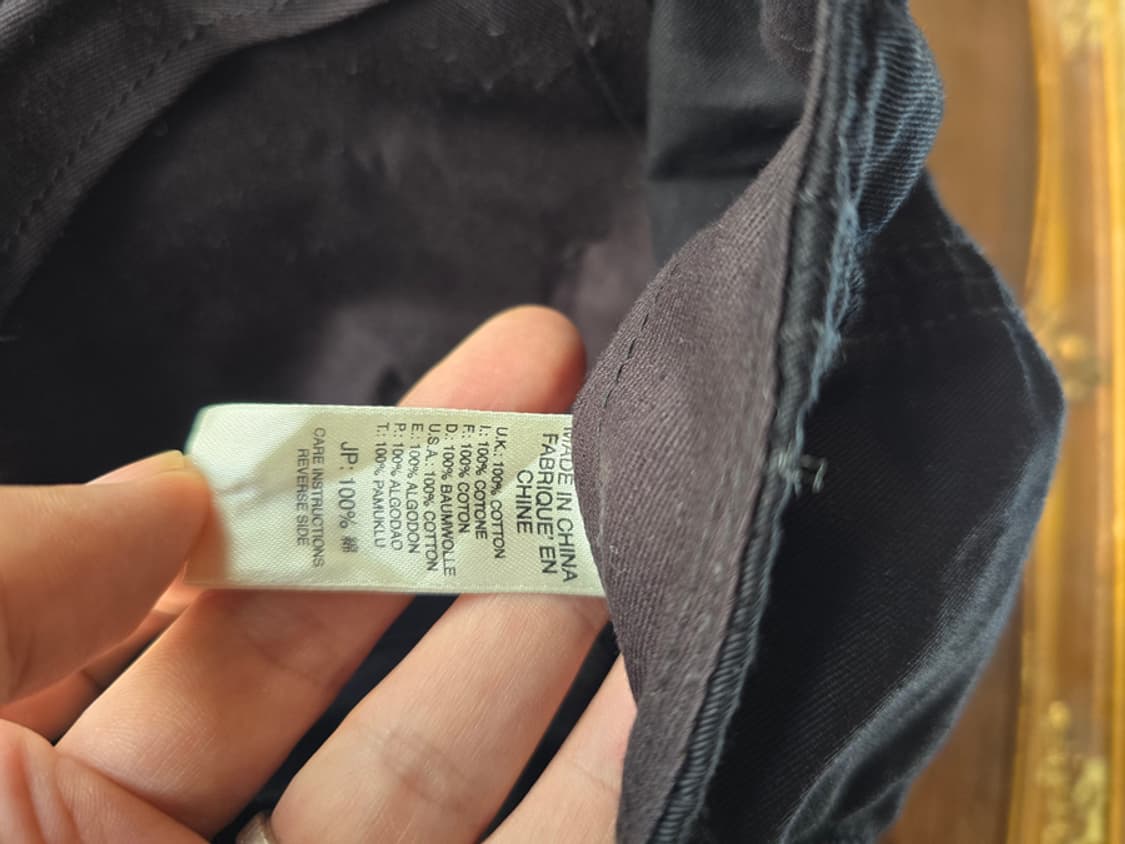 MADE IN CHINA
FABRIQUE' EN
CHINE
U.K.: 100% COTTON
I.: 100% COTONE
F.: 100% COTON
D.: 100% BAUMWOLLE
U.S.A.: 100% COTTON
E.: 100% ALGODON
P.: 100% ALGODAO
T.: 100% PAMUKLU
JP: 100% 綿
CARE INSTRUCTIONS
REVERSE SIDE